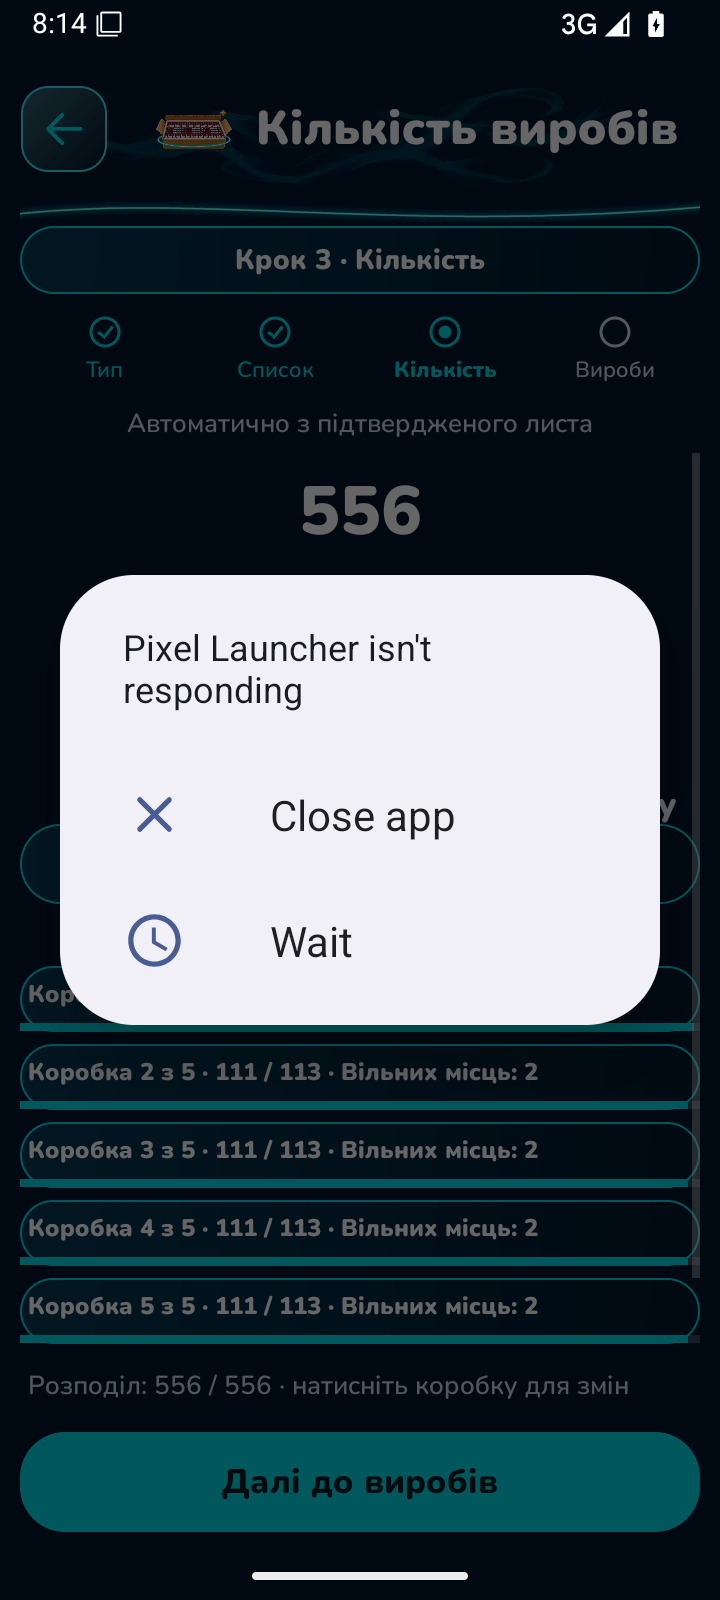 8:14
3G
Кількість виробів
Крок 3 · Кількість
Тип
Список
Кількість
Вироби
Автоматично з підтвердженого листа
556
Pixel Launcher isn't
responding
Close app
у
Wait
Кор
Коробка 2 з 5 · 111 / 113 · Вільних місць: 2
Коробка 3 з 5 · 111 / 113 · Вільних місць: 2
Коробка 4 з 5 · 111 / 113 · Вільних місць: 2
Коробка 5 з 5 · 111 / 113 · Вільних місць: 2
Розподіл: 556 / 556 · натисніть коробку для змін
Далі до виробів